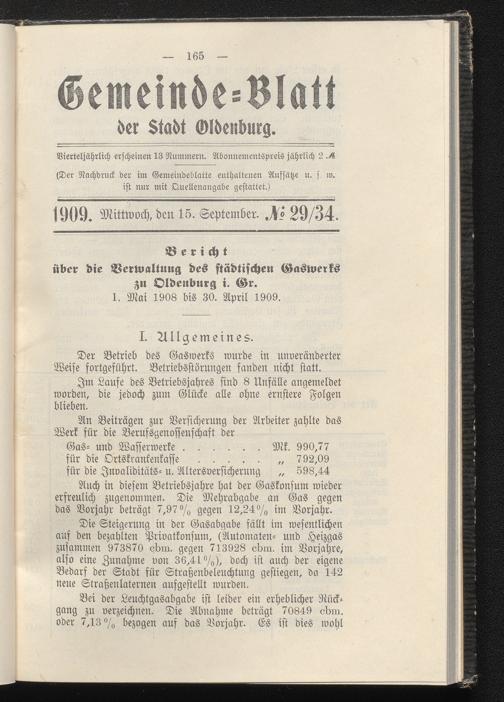 — 165 —
Gemeinde=Blatt
der Stadt Oldenburg.
Vierteljährlich erscheinen 13 Nummern. Abonnementspreis jährlich 2 ℳ
(Der Nachdruck der im Gemeindeblatte enthaltenen Aufsätze u. s. w.
ist nur mit Quellenangabe gestattet.)
1909. Mittwoch, den 15. September. № 29/34.
Bericht
über die Verwaltung des städtischen Gaswerks
zu Oldenburg i. Gr.
1. Mai 1908 bis 30. April 1909.
I. Allgemeines.
Der Betrieb des Gaswerks wurde in unveränderter
Weise fortgeführt. Betriebsstörungen fanden nicht statt.
Im Laufe des Betriebsjahres sind 8 Unfälle angemeldet
worden, die jedoch zum Glücke alle ohne ernstere Folgen
blieben.
An Beiträgen zur Versicherung der Arbeiter zahlte das
Werk für die Berufsgenossenschaft der
Gas- und Wasserwerke . . . . . . Mk. 990,77
für die Ortskrankenkasse . . . . . „ 792,09
für die Invaliditäts- u. Altersversicherung „ 598,44
Auch in diesem Betriebsjahre hat der Gaskonsum wieder
erfreulich zugenommen. Die Mehrabgabe an Gas gegen
das Vorjahr beträgt 7,97 % gegen 12,24 % im Vorjahr.
Die Steigerung in der Gasabgabe fällt im wesentlichen
auf den bezahlten Privatkonsum, (Automaten- und Heizgas
zusammen 973870 cbm. gegen 713928 cbm. im Vorjahre,
also eine Zunahme von 36,41 %), doch ist auch der eigene
Bedarf der Stadt für Straßenbeleuchtung gestiegen, da 142
neue Straßenlaternen aufgestellt wurden.
Bei der Leuchtgasabgabe ist leider ein erheblicher Rück-
gang zu verzeichnen. Die Abnahme beträgt 70849 cbm.
oder 7,13 % bezogen auf das Vorjahr. Es ist dies wohl